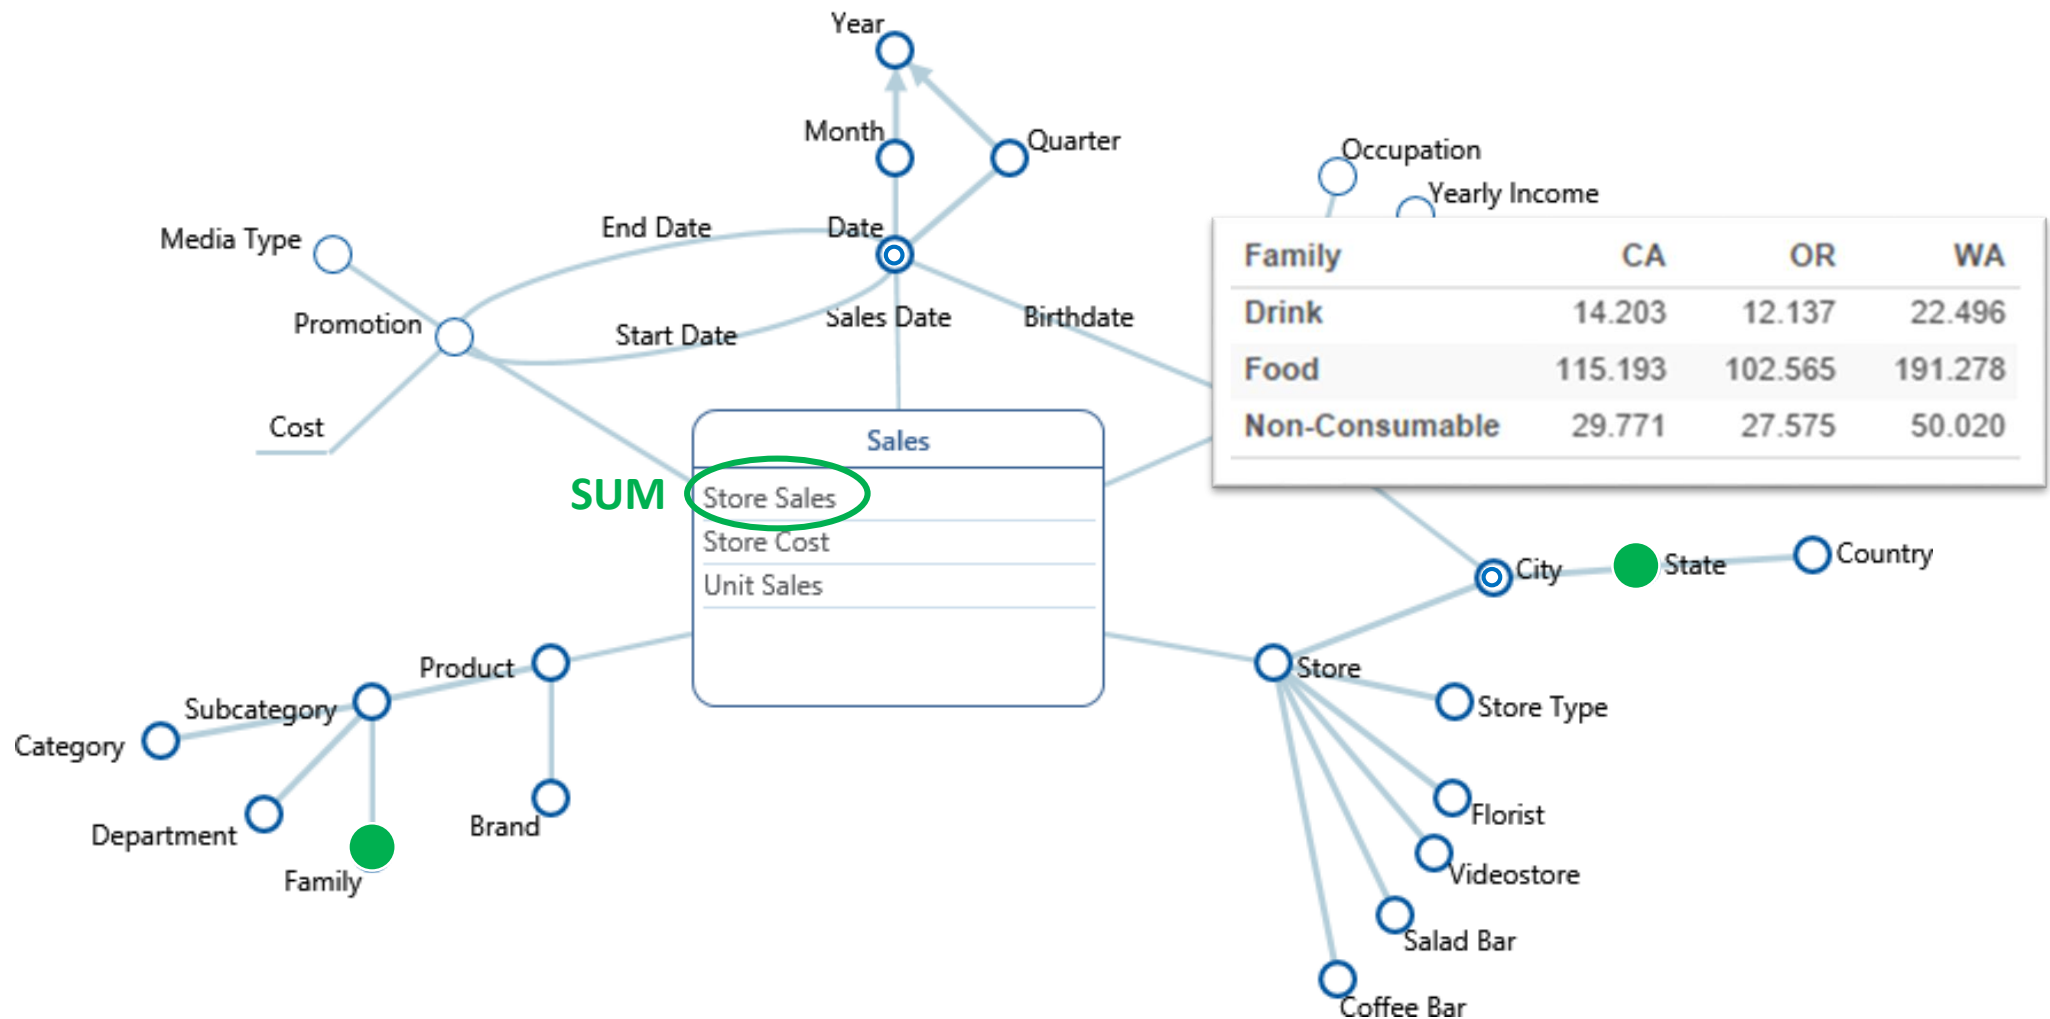 Year
Month
Quarter
Occupation
Yearly Income
Media Type
End Date
Date
Promotion
Start Date
Sales Date
Birthdate
Family CA OR WA
Drink 14.203 12.137 22.496
Food 115.193 102.565 191.278
Non-Consumable 29.771 27.575 50.020
Cost
Sales
SUM
Store Sales
Store Cost
Unit Sales
City
State
Country
Product
Store
Subcategory
Store Type
Category
Department
Brand
Florist
Family
Videostore
Salad Bar
Coffee Bar